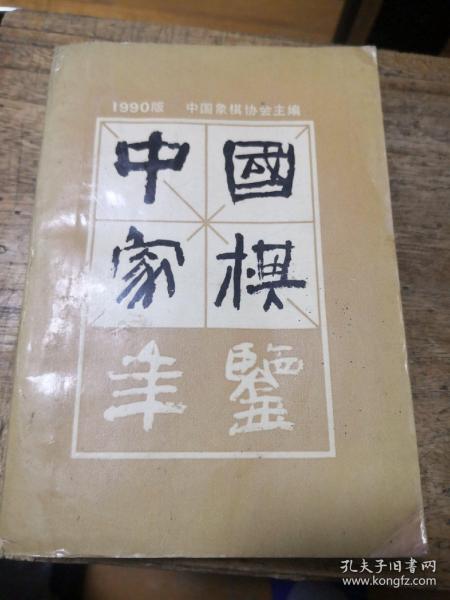 1990版 中国象棋协会主编
中國
象棋
年鑒
孔夫子旧书网
www.kongfz.com